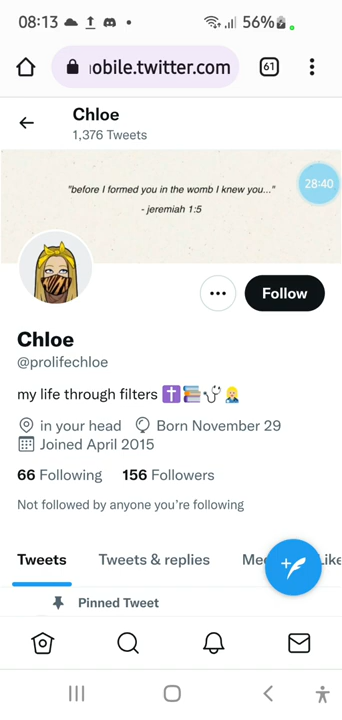 08:13 56%
obile.twitter.com 61
Chloe
1,376 Tweets
"before I formed you in the womb I knew you..."
- jeremiah 1:5
28:40
Follow
Chloe
@prolifechloe
my life through filters
in your head Born November 29
Joined April 2015
66 Following 156 Followers
Not followed by anyone you're following
Tweets Tweets & replies Me Like
Pinned Tweet